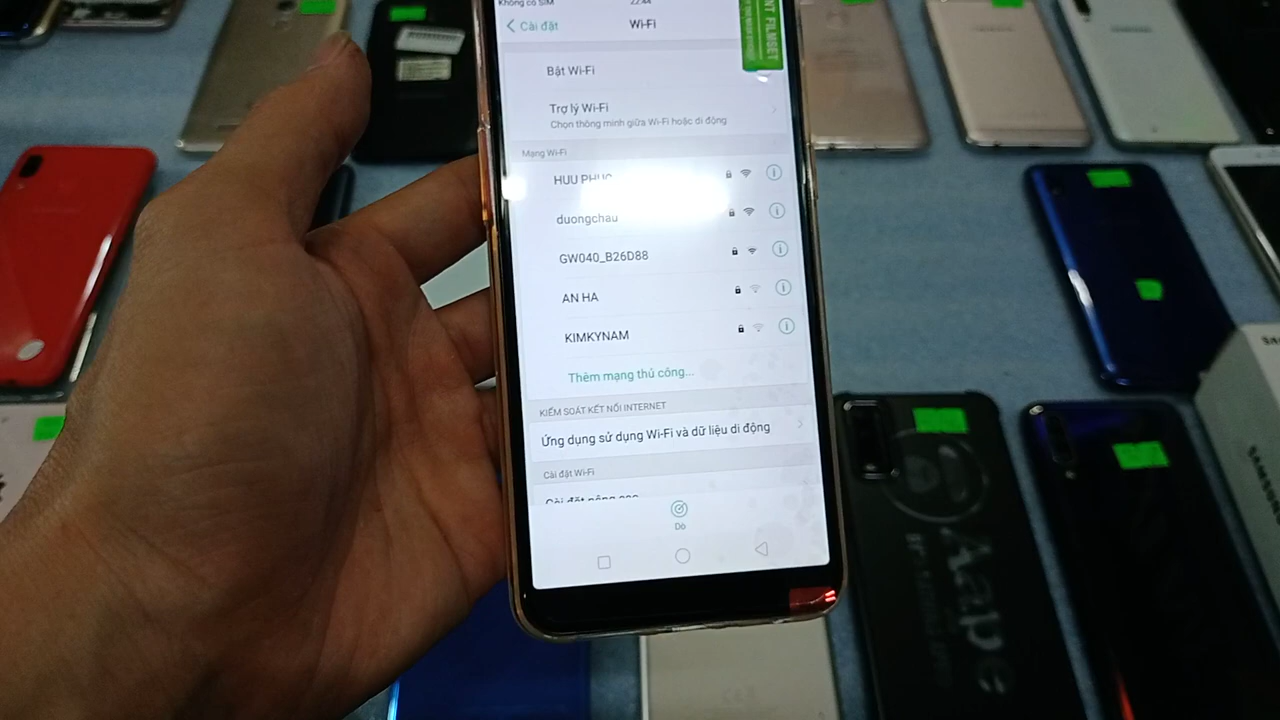 Không có SIM
22:44
Cài đặt
Wi-Fi
NT FILMSET
Bật Wi-Fi
Trợ lý Wi-Fi
Chọn thông minh giữa Wi-Fi hoặc di động
Mạng Wi-Fi
HUU PHUC
duongchau
GW040_B26D88
AN HA
KIMKYNAM
Thêm mạng thủ công...
KIỂM SOÁT KẾT NỐI INTERNET
Ứng dụng sử dụng Wi-Fi và dữ liệu di động
Cài đặt Wi-Fi
Cài đặt nâng cao
Dò
Aape
SAMSUNG